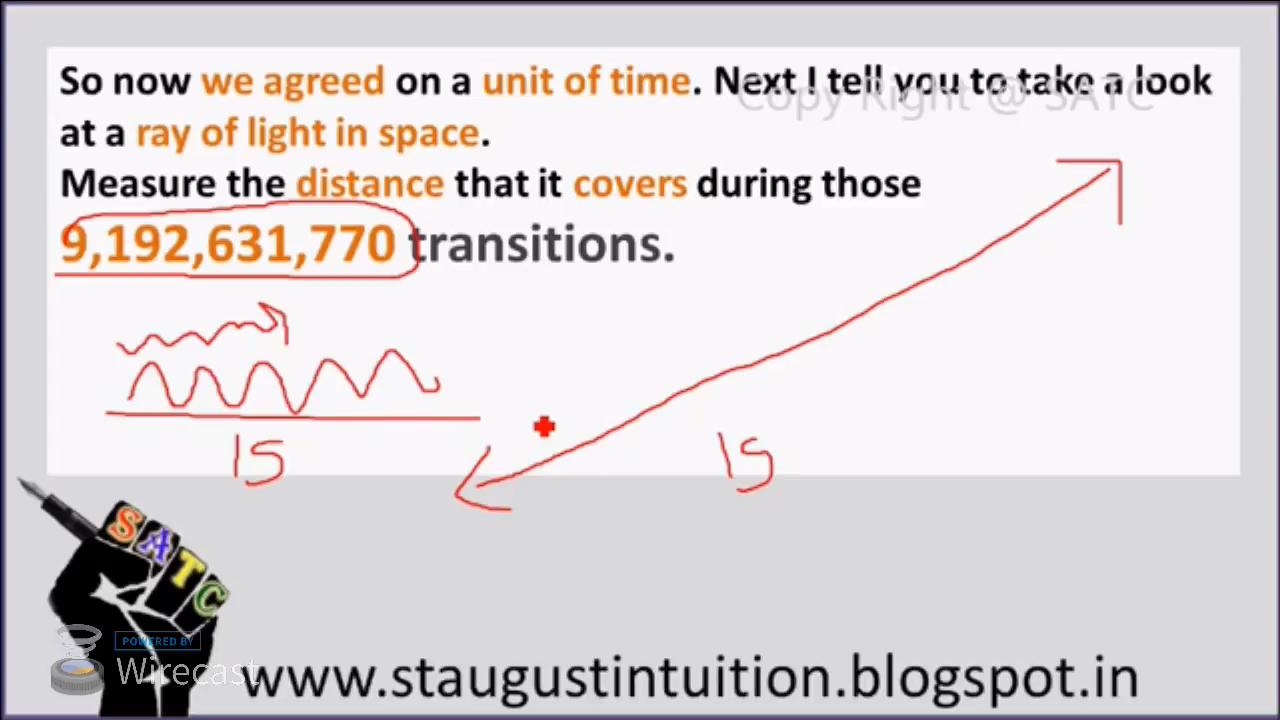 So now we agreed on a unit of time. Next I tell you to take a look
Copy Right @ SATC
at a ray of light in space.
Measure the distance that it covers during those
9,192,631,770 transitions.
1S
1S
SATC
POWERED BY
Wirecast
www.staugustintuition.blogspot.in